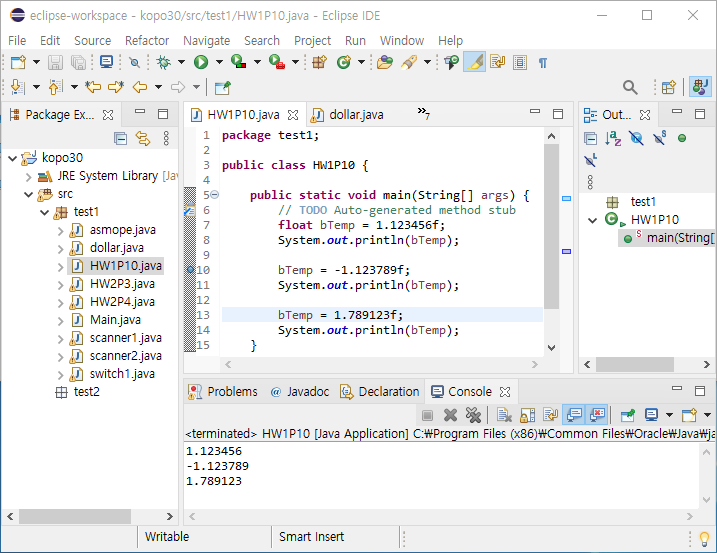 eclipse-workspace - kopo30/src/test1/HW1P10.java - Eclipse IDE
File Edit Source Refactor Navigate Search Project Run Window Help
Package Ex...
kopo30
JRE System Library [Jav
src
test1
asmope.java
dollar.java
HW1P10.java
HW2P3.java
HW2P4.java
Main.java
scanner1.java
scanner2.java
switch1.java
test2
HW1P10.java dollar.java »7
1 package test1;
2
3 public class HW1P10 {
4
5 public static void main(String[] args) {
6 // TODO Auto-generated method stub
7 float bTemp = 1.123456f;
8 System.out.println(bTemp);
9
10 bTemp = -1.123789f;
11 System.out.println(bTemp);
12
13 bTemp = 1.789123f;
14 System.out.println(bTemp);
15 }
Out...
test1
HW1P10
main(String[
Problems Javadoc Declaration Console
<terminated> HW1P10 [Java Application] C:₩Program Files (x86)₩Common Files₩Oracle₩Java₩ja
1.123456
-1.123789
1.789123
Writable Smart Insert